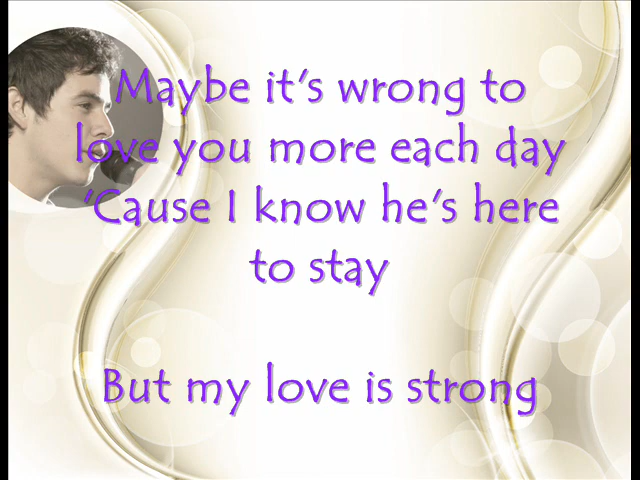 Maybe it's wrong to
love you more each day
'Cause I know he's here
to stay
But my love is strong